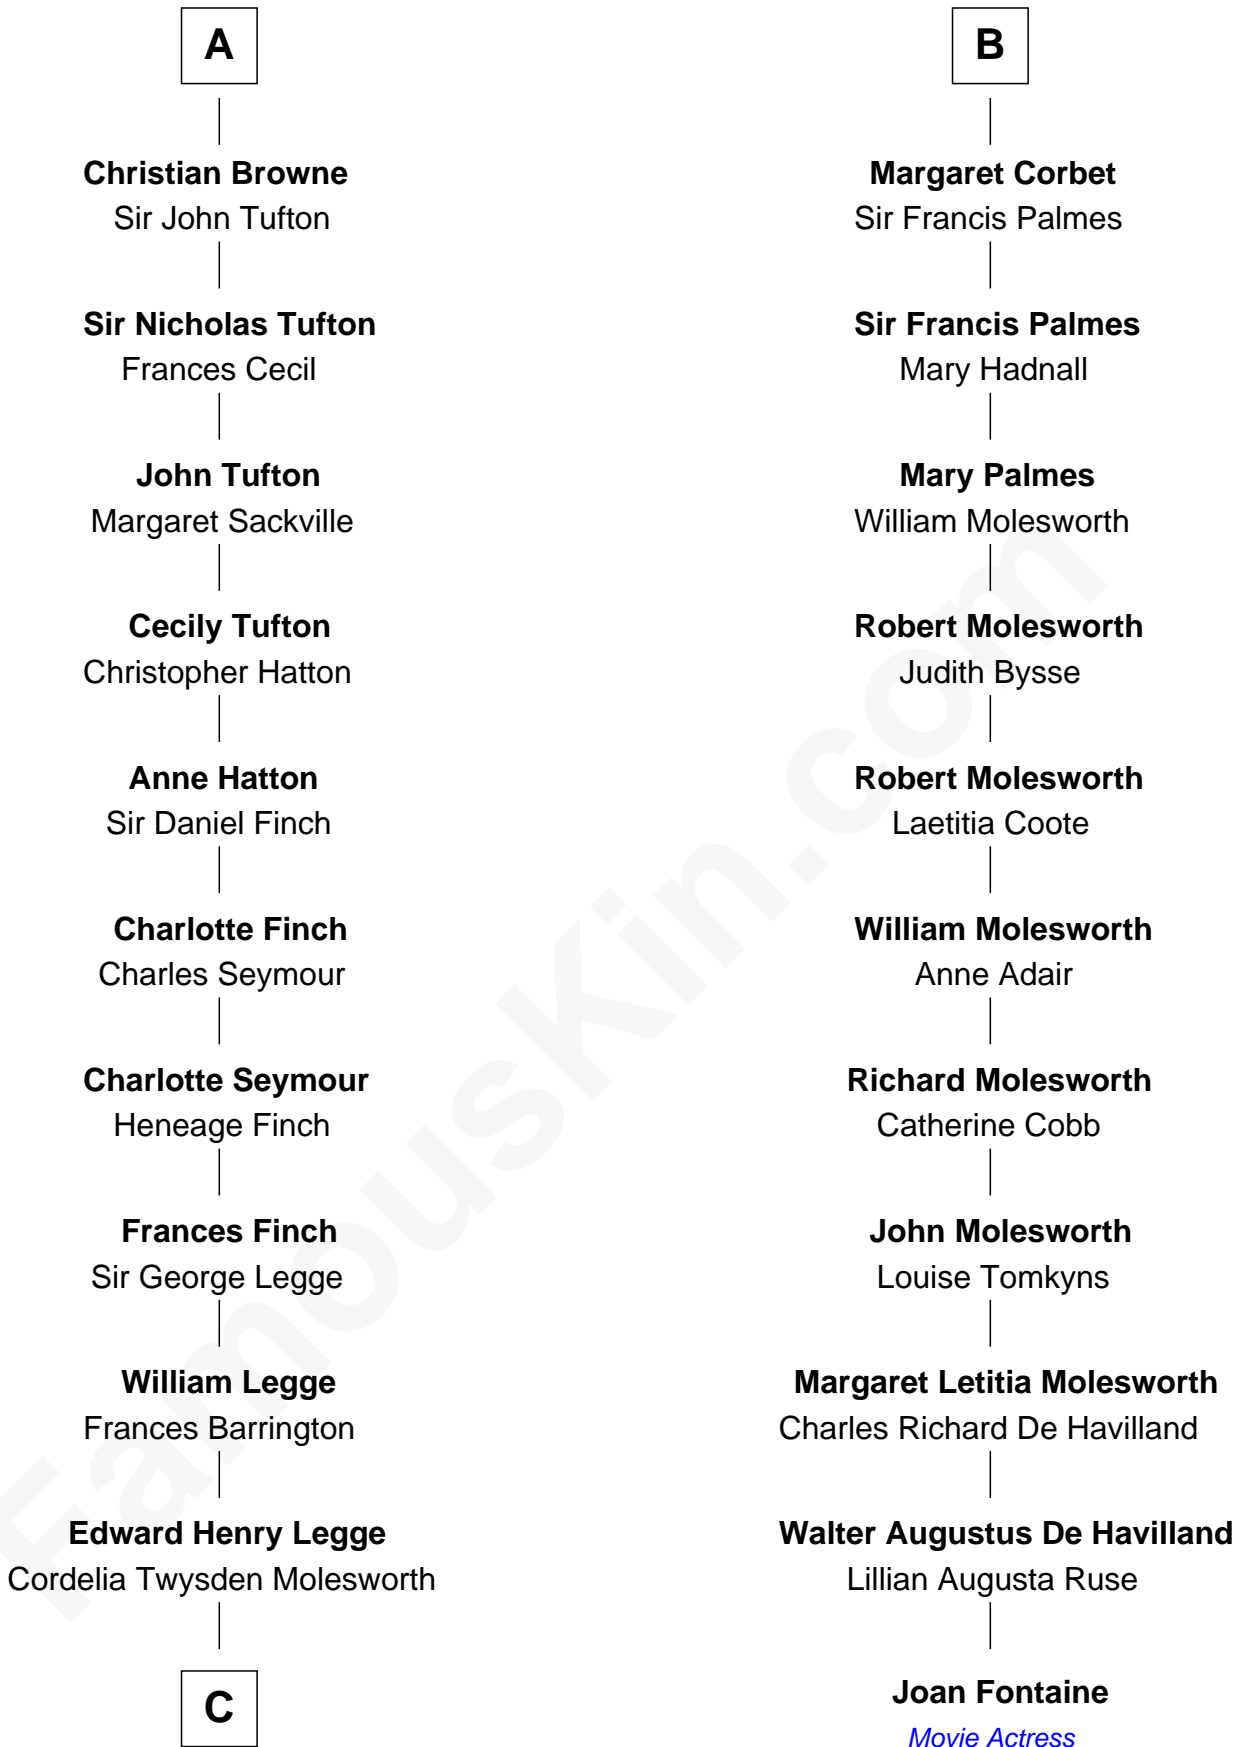 A
Christian Browne
Sir John Tufton
Sir Nicholas Tufton
Frances Cecil
John Tufton
Margaret Sackville
Cecily Tufton
Christopher Hatton
Anne Hatton
Sir Daniel Finch
Charlotte Finch
Charles Seymour
Charlotte Seymour
Heneage Finch
Frances Finch
Sir George Legge
William Legge
Frances Barrington
Edward Henry Legge
Cordelia Twysden Molesworth
C
B
Margaret Corbet
Sir Francis Palmes
Sir Francis Palmes
Mary Hadnall
Mary Palmes
William Molesworth
Robert Molesworth
Judith Bysse
Robert Molesworth
Laetitia Coote
William Molesworth
Anne Adair
Richard Molesworth
Catherine Cobb
John Molesworth
Louise Tomkyns
Margaret Letitia Molesworth
Charles Richard De Havilland
Walter Augustus De Havilland
Lillian Augusta Ruse
Joan Fontaine
Movie Actress
FamousKin.com